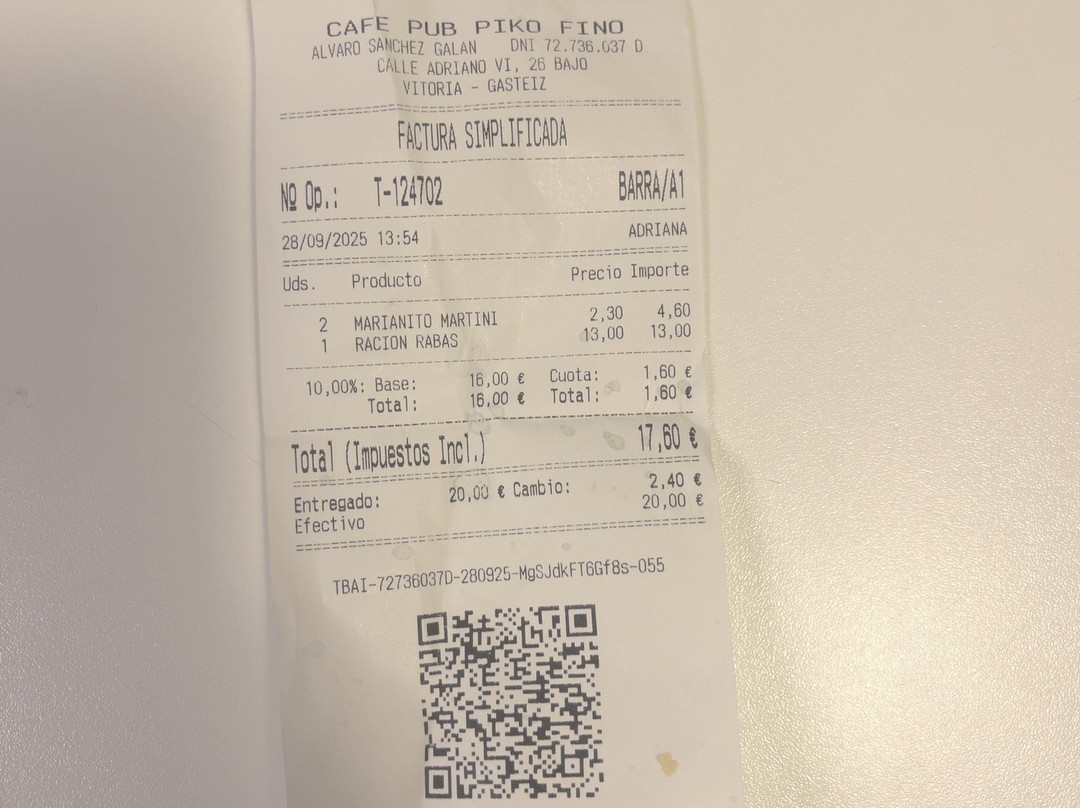 CAFE PUB PIKO FINO
ALVARO SANCHEZ GALAN DNI 72.736.037 D
CALLE ADRIANO VI, 26 BAJO
VITORIA - GASTEIZ
FACTURA SIMPLIFICADA
Nº Op.: T-124702 BARRA/A1
28/09/2025 13:54 ADRIANA
Uds. Producto Precio Importe
2 MARIANITO MARTINI 2,30 4,60
1 RACION RABAS 13,00 13,00
10,00%: Base: 16,00 € Cuota: 1,60 €
Total: 16,00 € Total: 1,60 €
Total (Impuestos Incl.) 17,60 €
Entregado: 20,00 € Cambio: 2,40 €
Efectivo 20,00 €
TBAI-72736037D-280925-MgSJdkFT6Gf8s-055